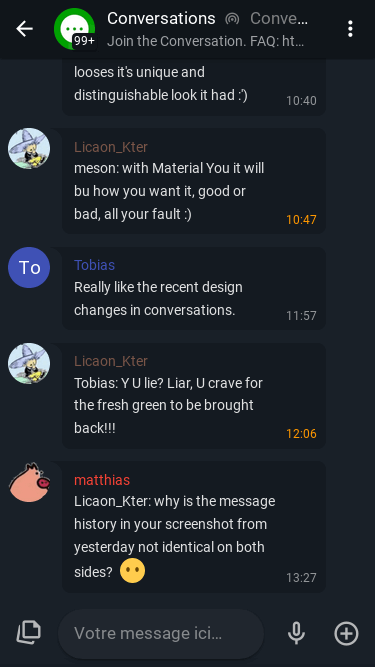 Conversations Conve…
99+
Join the Conversation. FAQ: ht…
looses it's unique and
distinguishable look it had :')
10:40
Licaon_Kter
meson: with Material You it will
bu how you want it, good or
bad, all your fault :)
10:47
To
Tobias
Really like the recent design
changes in conversations.
11:57
Licaon_Kter
Tobias: Y U lie? Liar, U crave for
the fresh green to be brought
back!!!
12:06
matthias
Licaon_Kter: why is the message
history in your screenshot from
yesterday not identical on both
sides? 😶
13:27
Votre message ici…